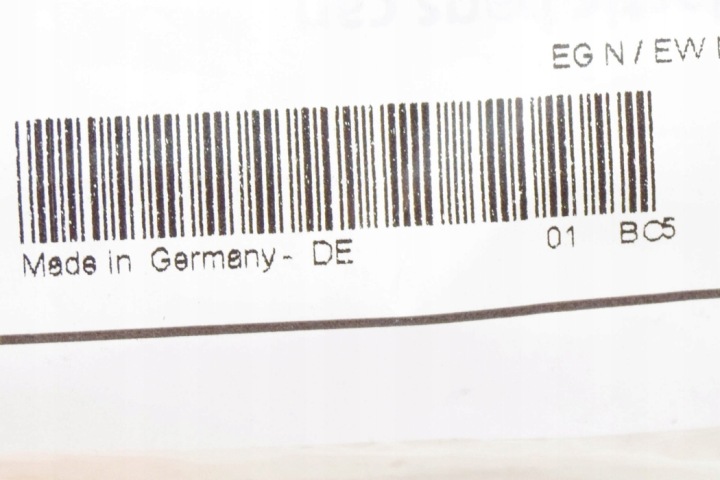 EG N / EW
Made in Germany - DE 01 BC5